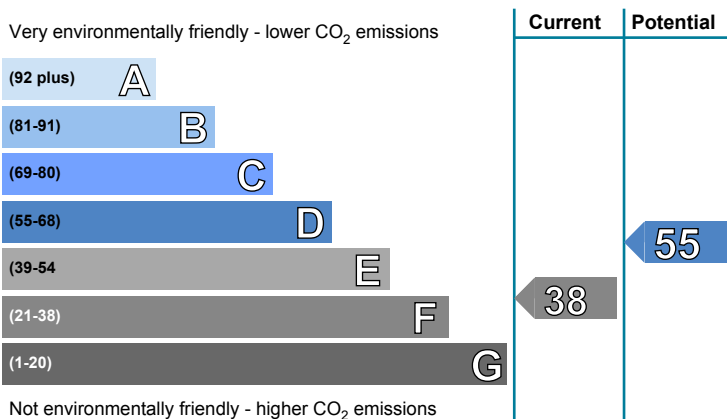 Current Potential
Very environmentally friendly - lower CO2 emissions
(92 plus) A
(81-91) B
(69-80) C
(55-68) D
55
(39-54 E
38
(21-38) F
(1-20) G
Not environmentally friendly - higher CO2 emissions